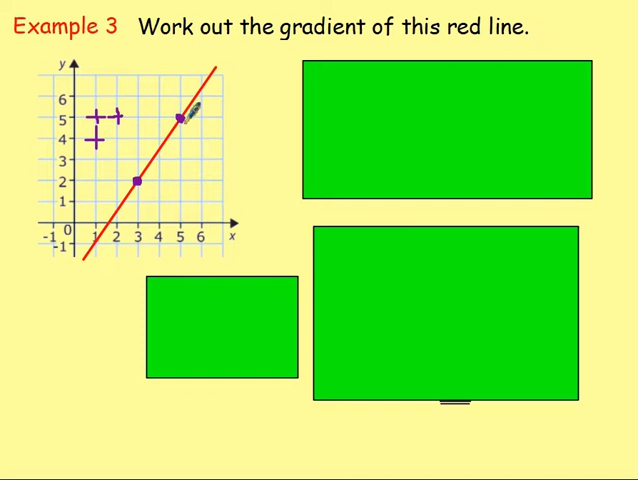 Example 3 Work out the gradient of this red line.
y
6
5
4
3
2
1
0
-1 1 2 3 4 5 6 x
-1